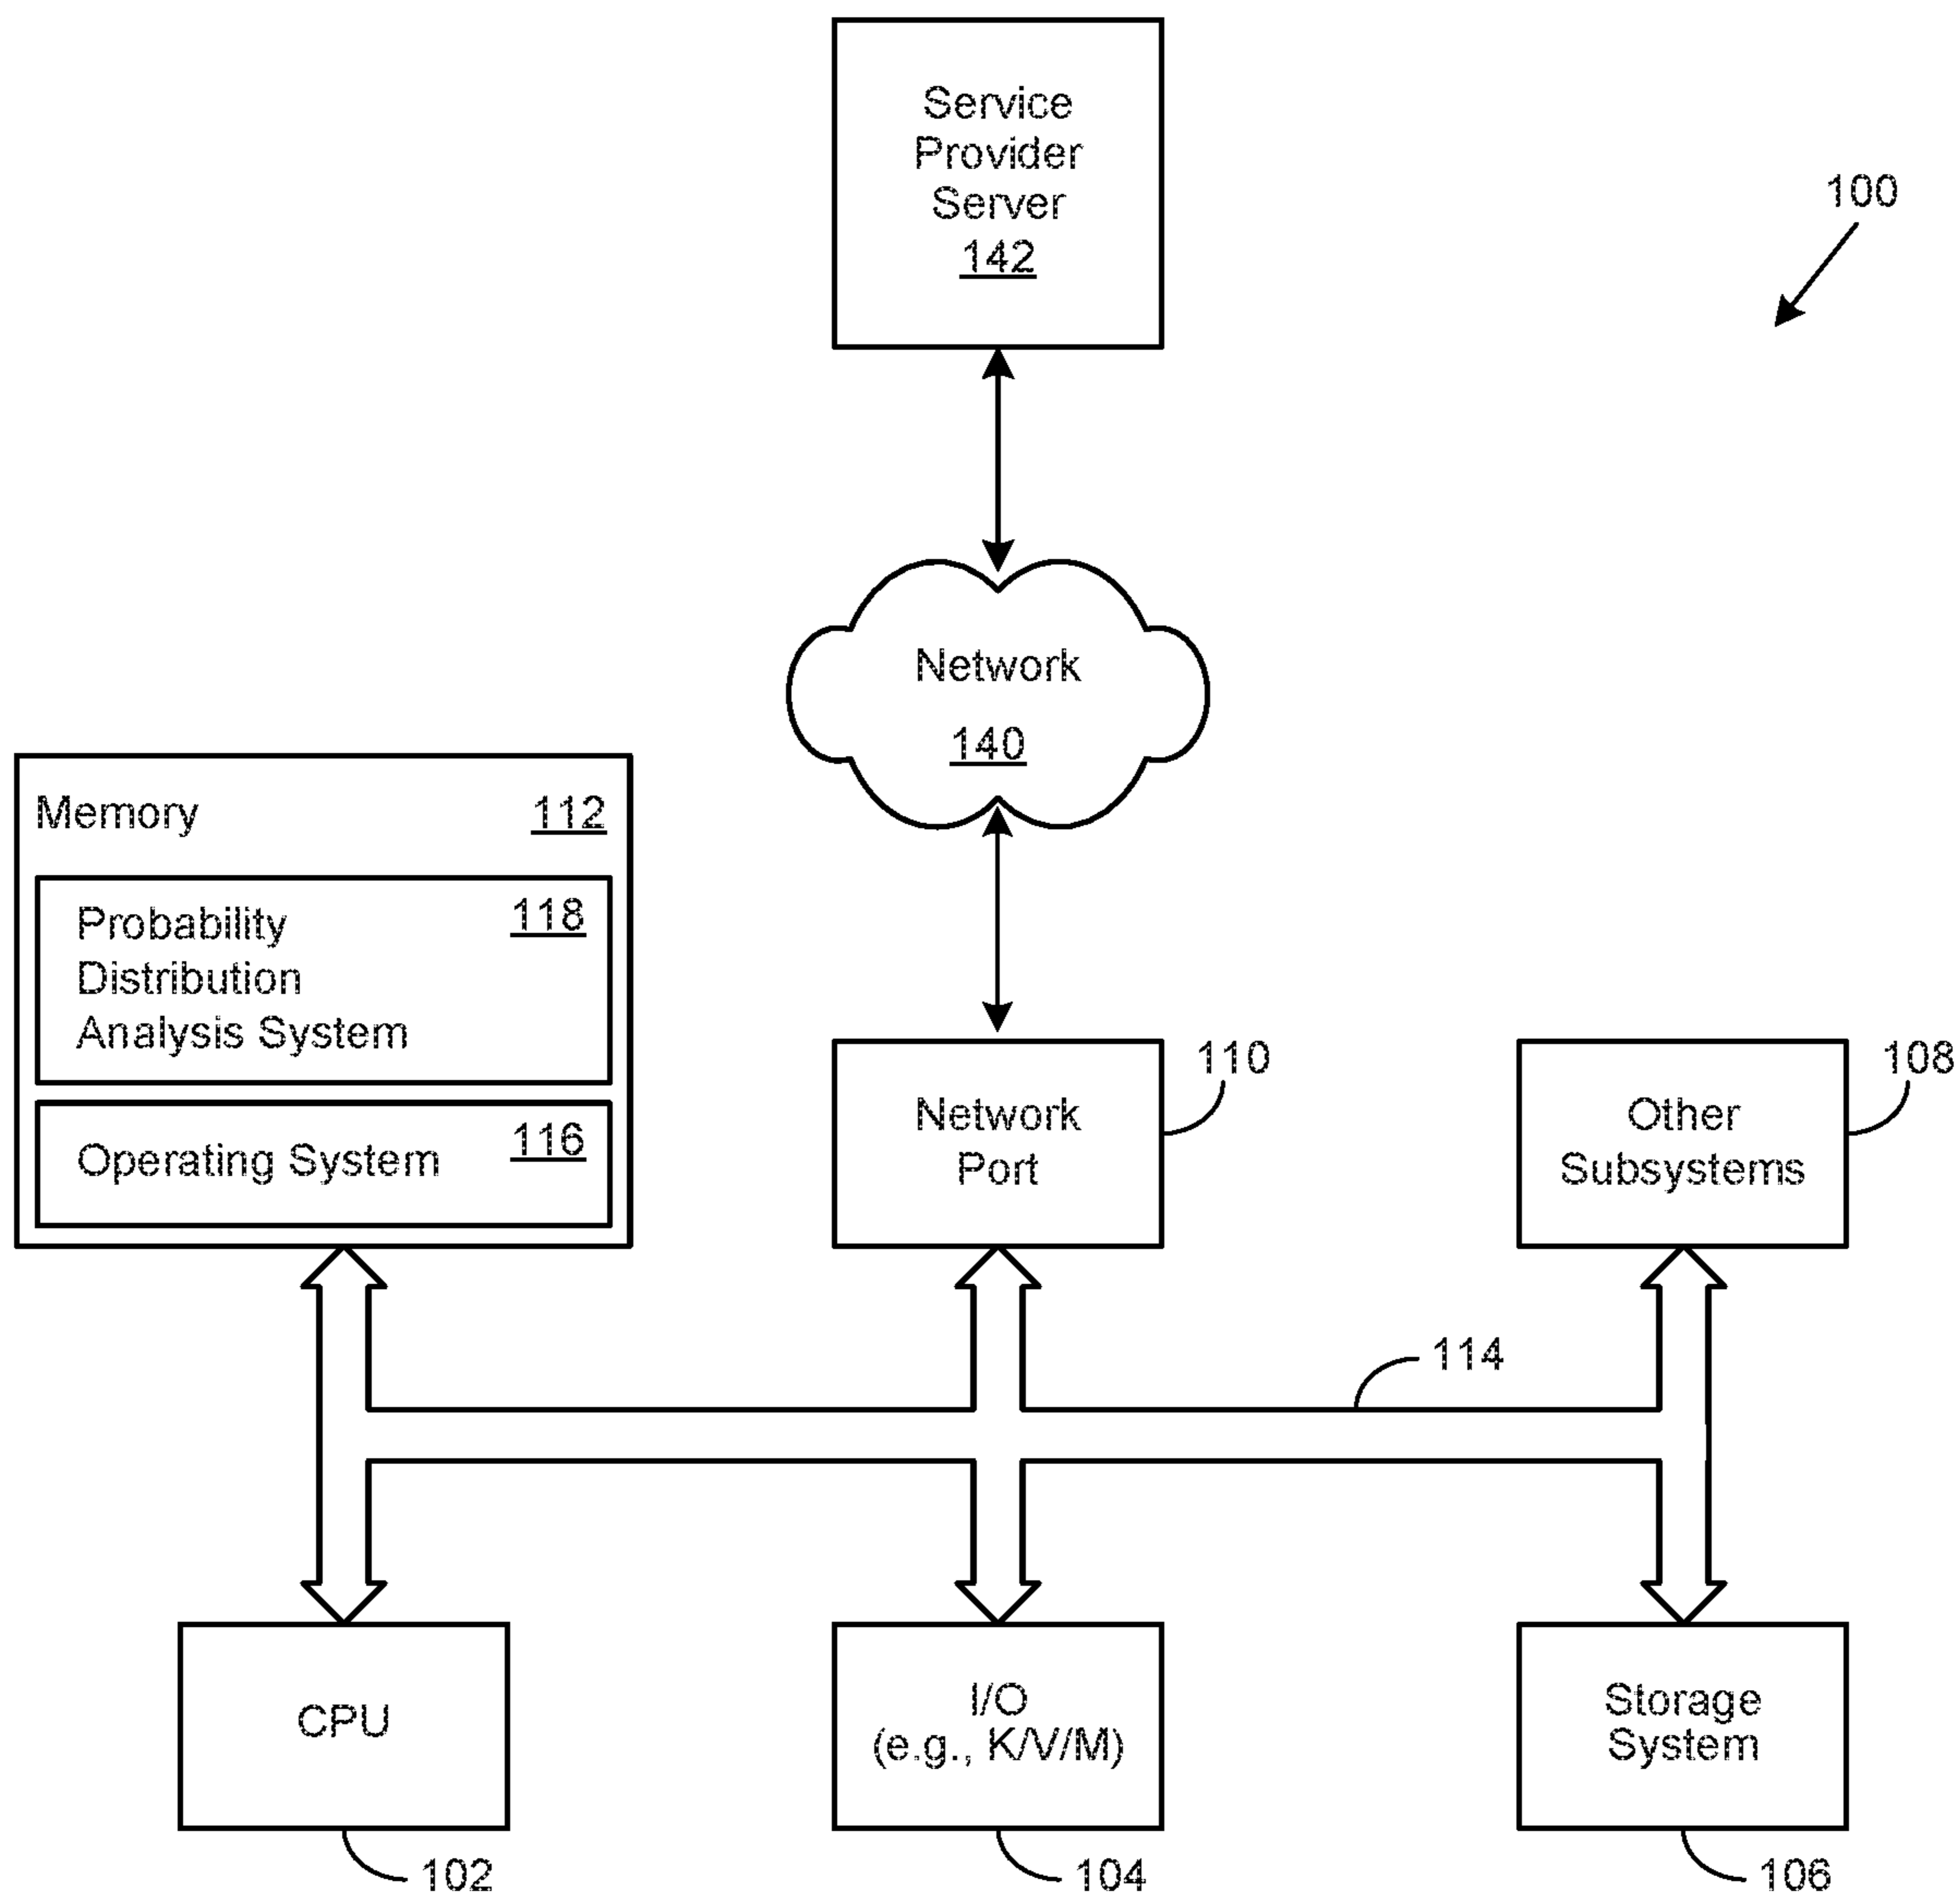 Service
Provider
Server
142
100
Network
140
Memory 112
Probability 118
Distribution
Analysis System
Operating System 116
Network
Port
110
Other
Subsystems
108
114
CPU
102
I/O
(e.g., K/V/M)
104
Storage
System
106